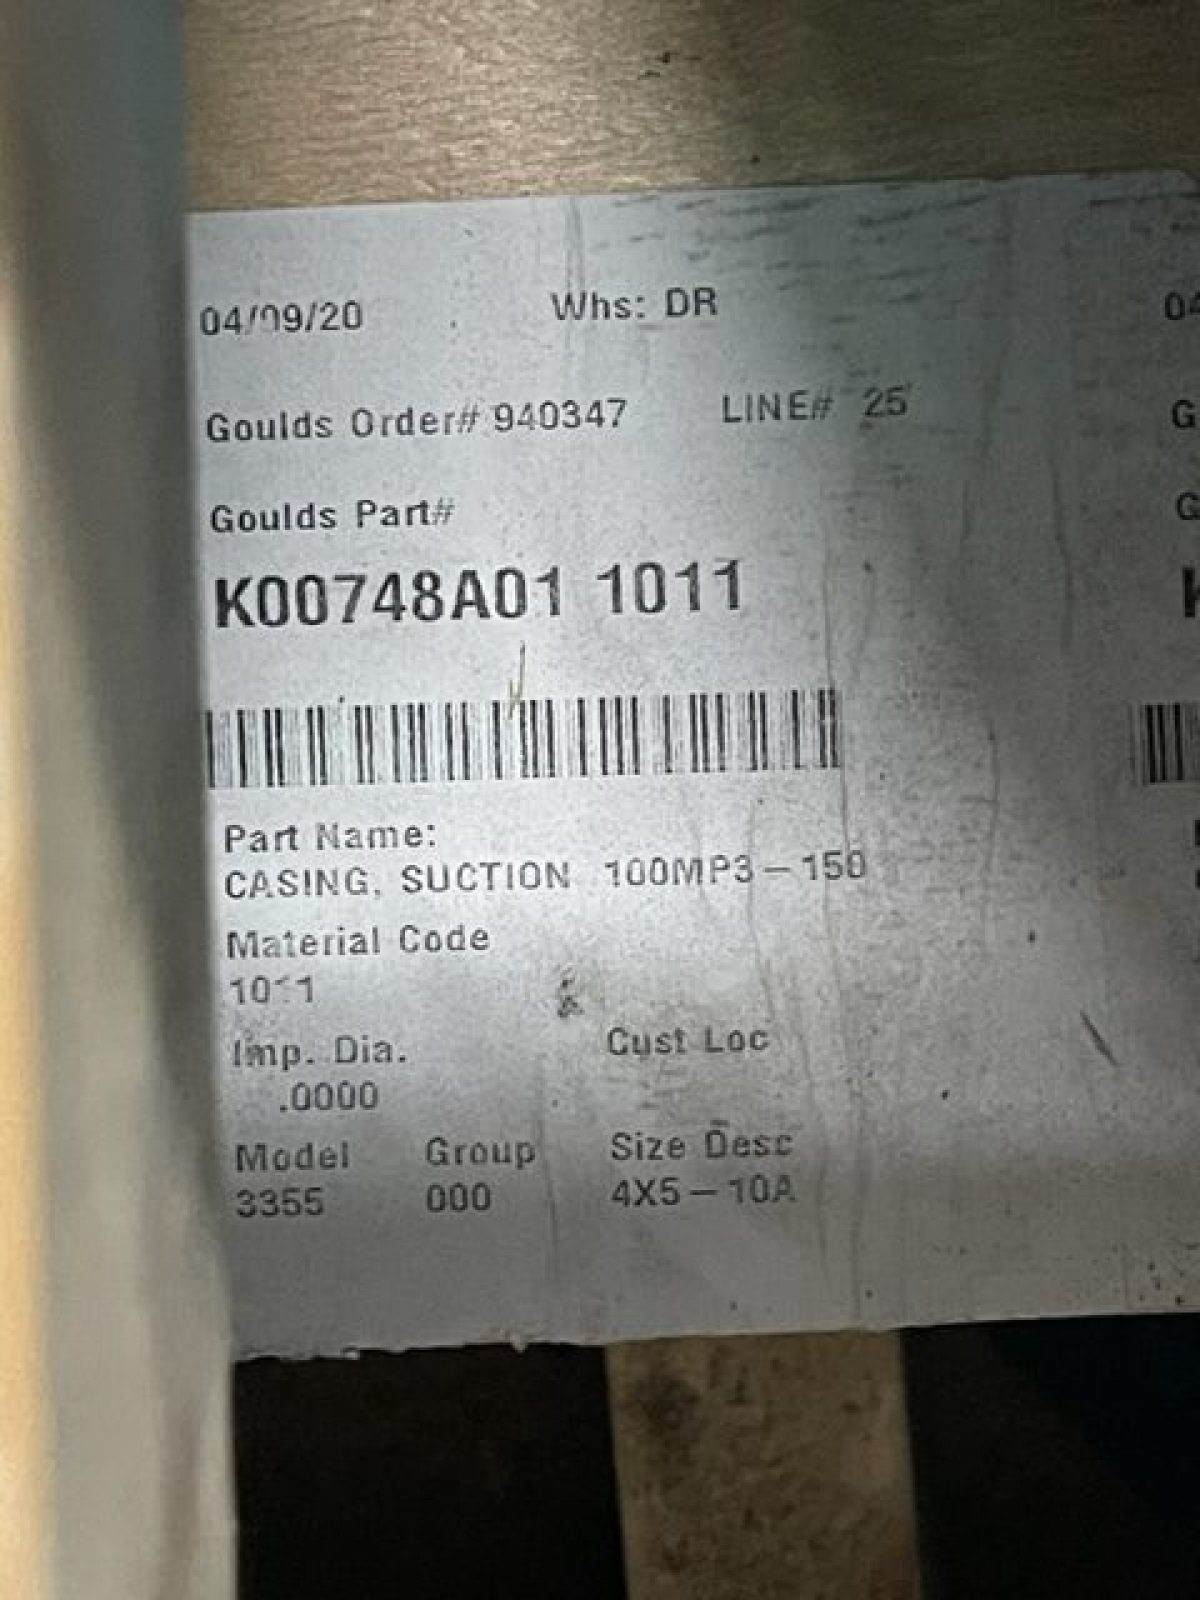 04/09/20 Whs: DR 04
Goulds Order# 940347 LINE# 25 G
Goulds Part# G
K00748A01 1011 K
Part Name:
CASING, SUCTION 100MP3-150
Material Code
1011
Imp. Dia. Cust Loc
.0000
Model Group Size Desc
3355 000 4X5-10A